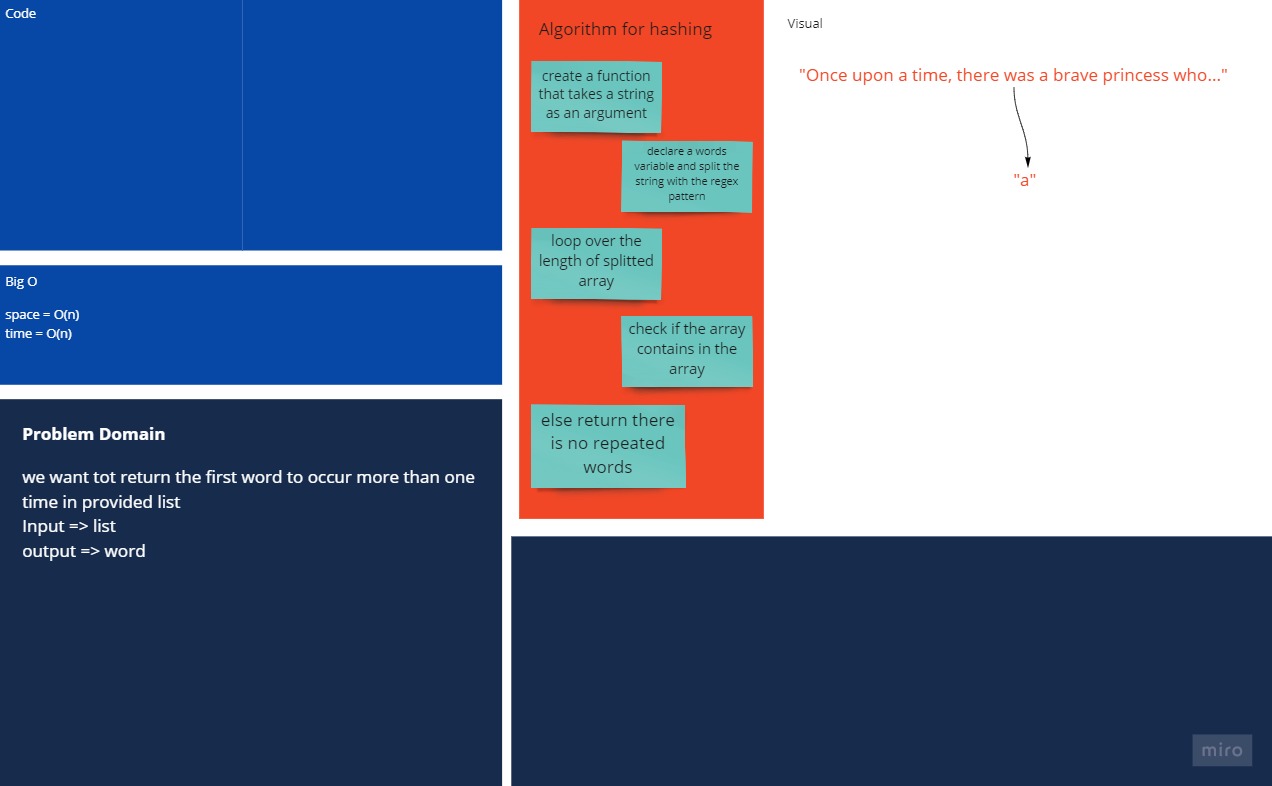 Code
Big O
space = O(n)
time = O(n)
Problem Domain
we want tot return the first word to occur more than one
time in provided list
Input => list
output => word
Algorithm for hashing
create a function
that takes a string
as an argument
declare a words
variable and split the
string with the regex
pattern
loop over the
length of splitted
array
check if the array
contains in the
array
else return there
is no repeated
words
Visual
"Once upon a time, there was a brave princess who..."
"a"
miro